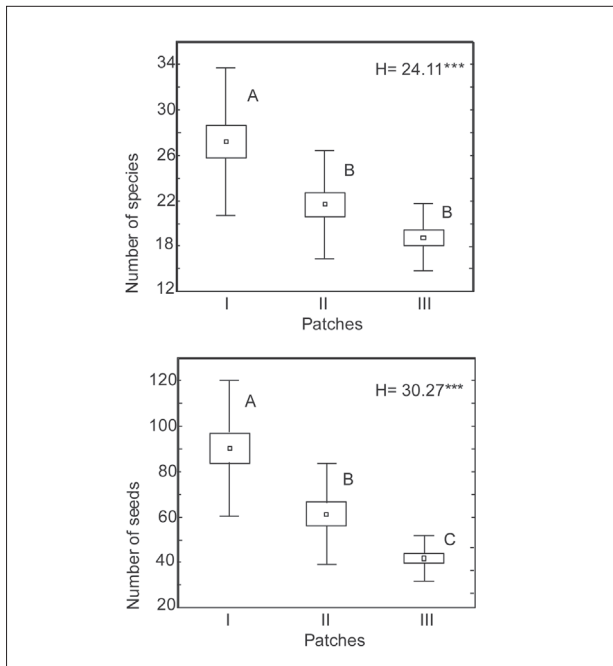 34
H= 24.11***
A
30
26
B
22
B
18
12
Number of species
I II III
Patches
120
H= 30.27***
A
100
80
B
60
C
40
20
Number of seeds
I II III
Patches